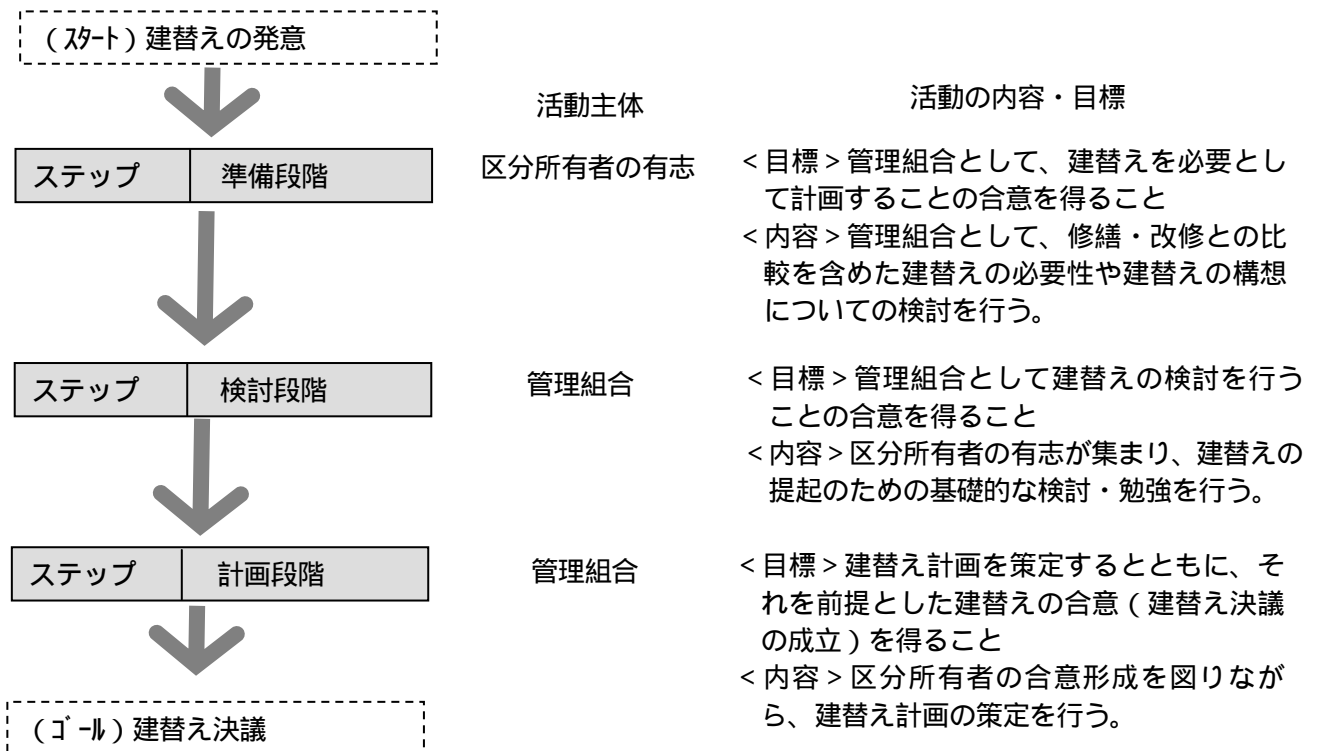 （ｽﾀｰﾄ）建替えの発意
活動主体
活動の内容・目標
ステップ　準備段階
区分所有者の有志
＜目標＞管理組合として、建替えを必要とし
て計画することの合意を得ること
＜内容＞管理組合として、修繕・改修との比
較を含めた建替えの必要性や建替えの構想
についての検討を行う。
ステップ　検討段階
管理組合
＜目標＞管理組合として建替えの検討を行う
ことの合意を得ること
＜内容＞区分所有者の有志が集まり、建替えの
提起のための基礎的な検討・勉強を行う。
ステップ　計画段階
管理組合
＜目標＞建替え計画を策定するとともに、そ
れを前提とした建替えの合意（建替え決議
の成立）を得ること
＜内容＞区分所有者の合意形成を図りなが
ら、建替え計画の策定を行う。
（ｺﾞｰﾙ）建替え決議